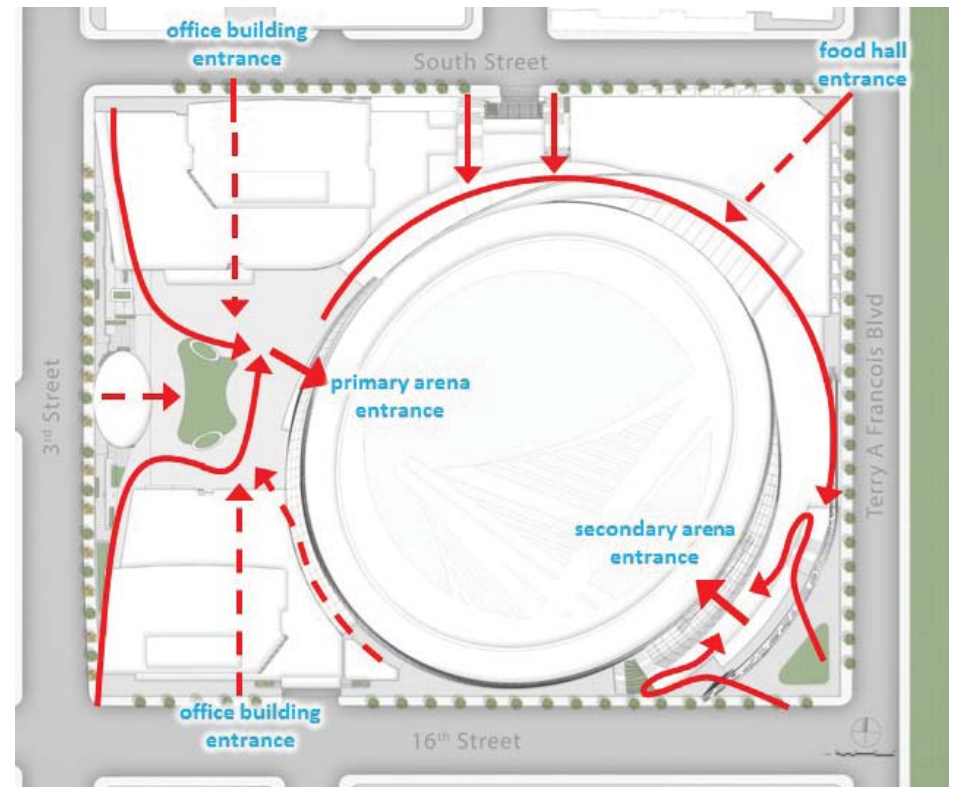 office building
entrance
South Street
food hall
entrance
3rd Street
primary arena
entrance
Terry A Francois Blvd
secondary arena
entrance
office building
entrance
16th Street